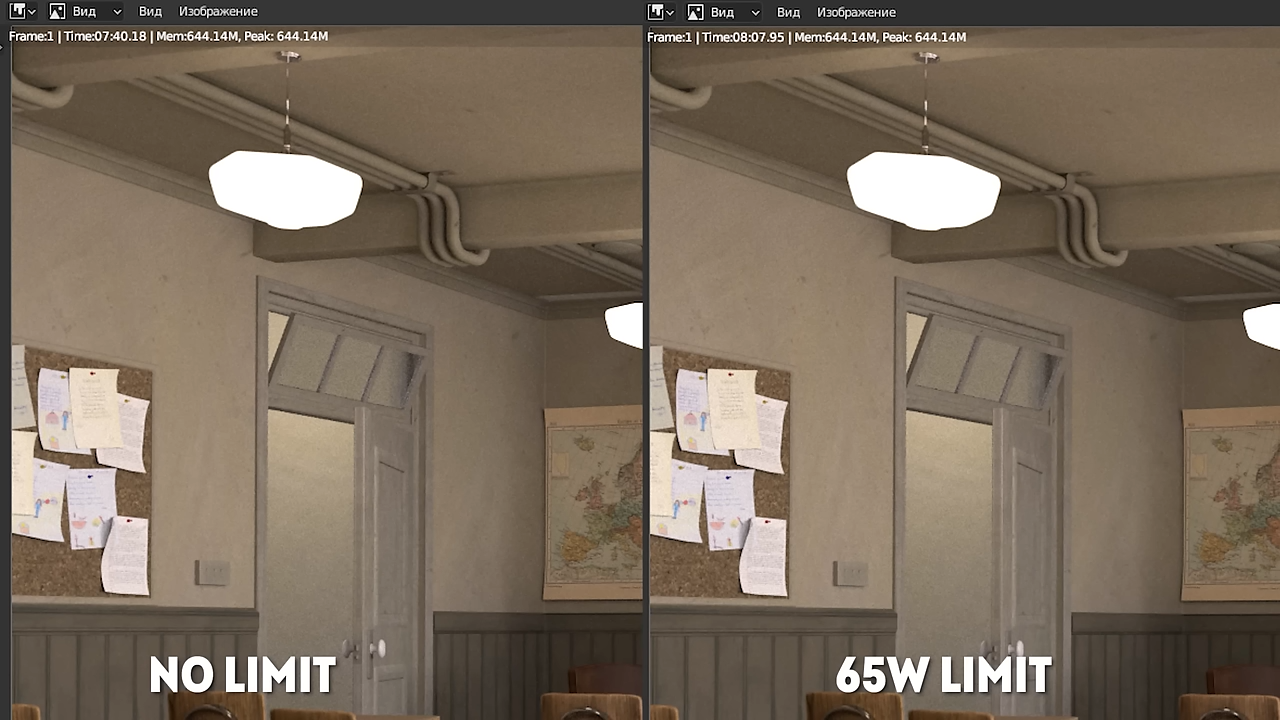 Вид Вид Изображение
Frame:1 | Time:07:40.18 | Mem:644.14M, Peak: 644.14M
NO LIMIT
Вид Вид Изображение
Frame:1 | Time:08:07.95 | Mem:644.14M, Peak: 644.14M
65W LIMIT